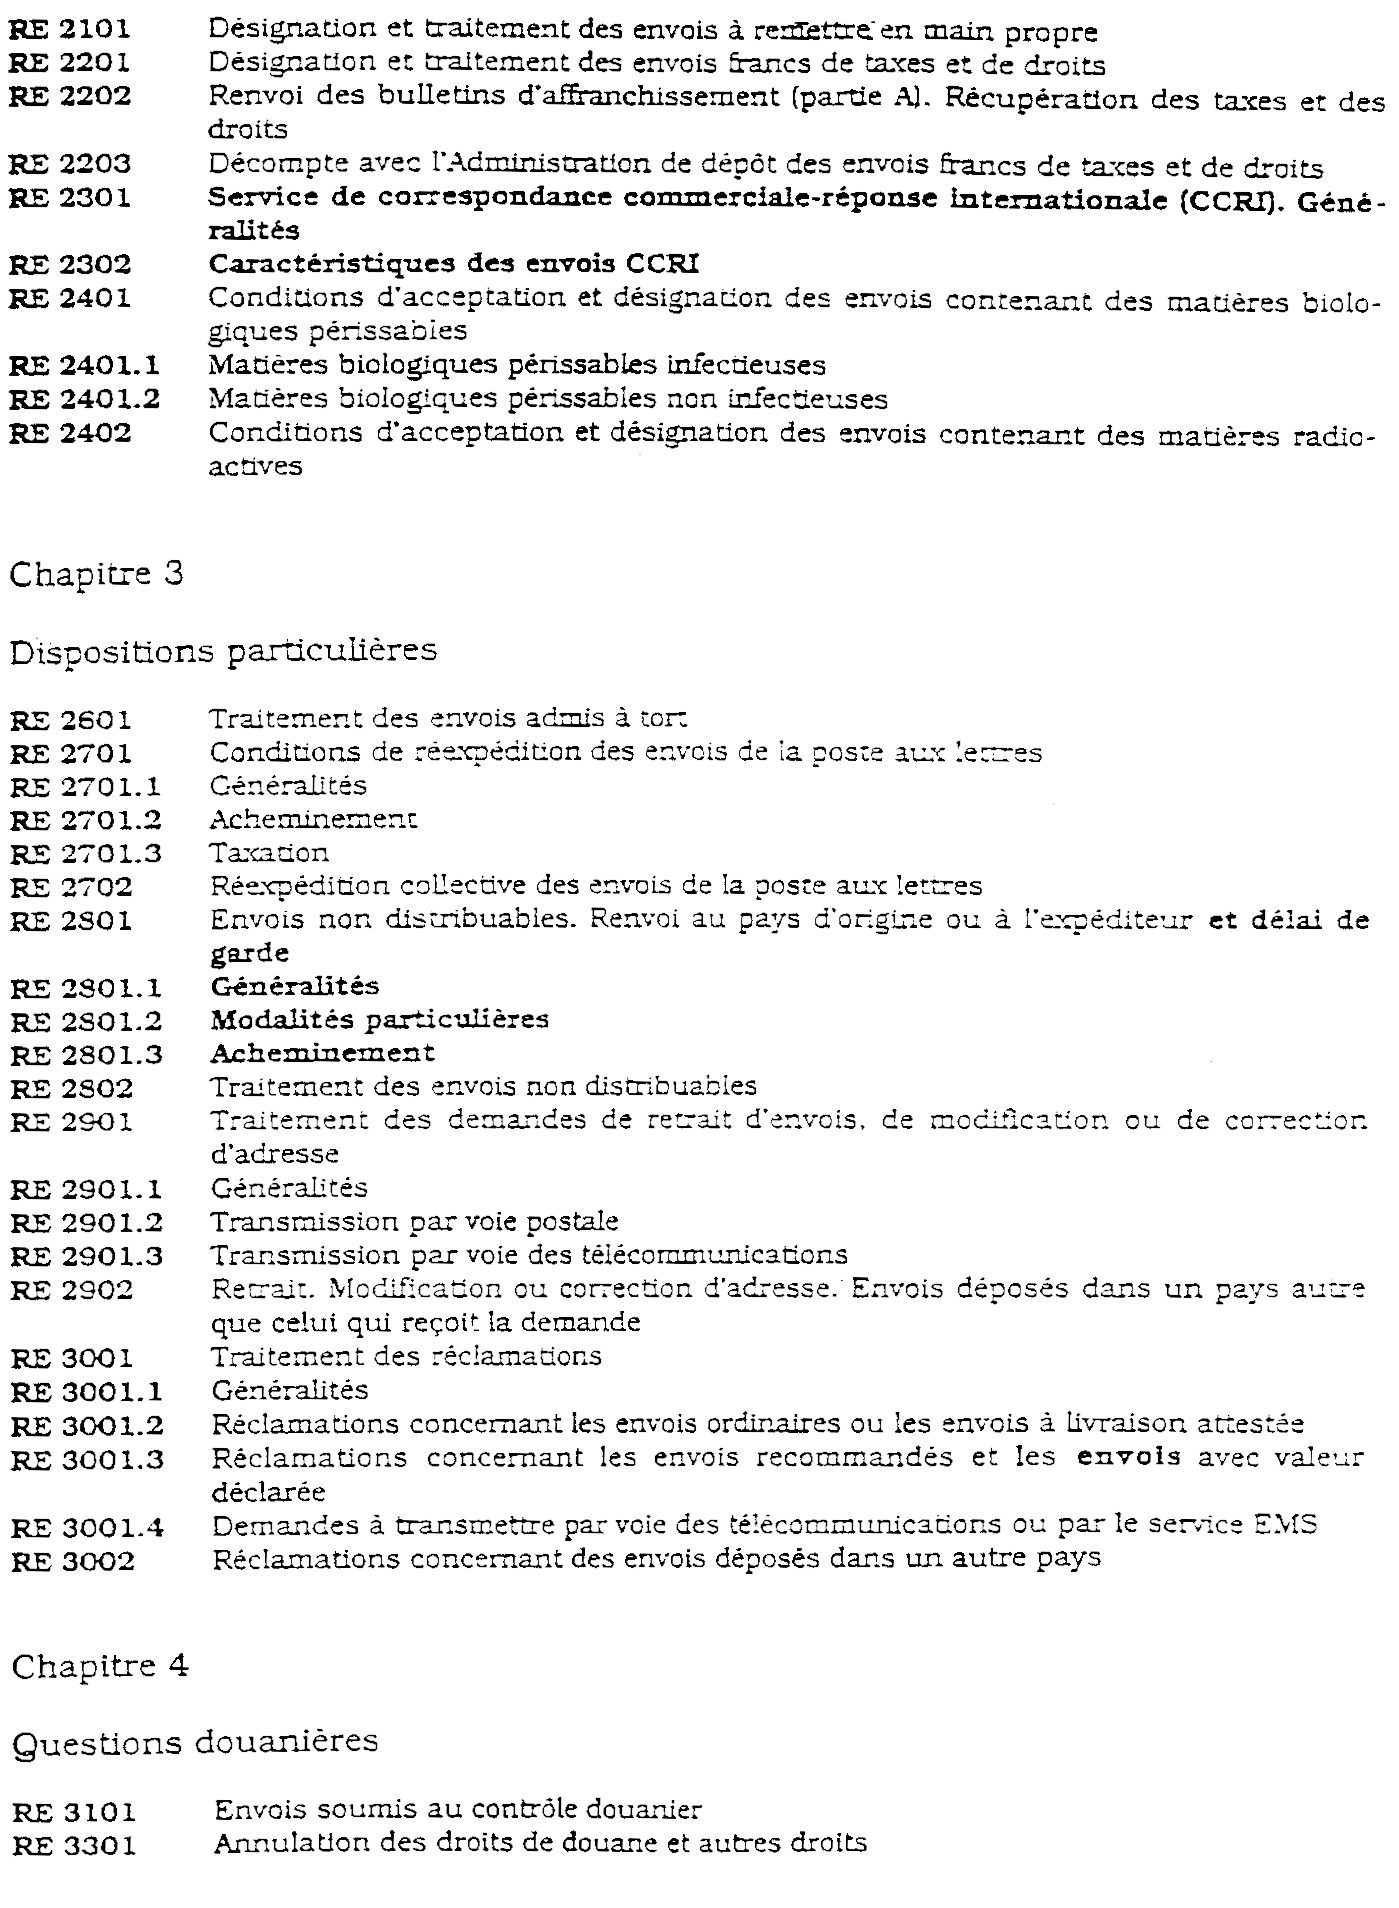 RE 2101 Désignation et traitement des envois à remettre en main propre
RE 2201 Désignation et traitement des envois francs de taxes et de droits
RE 2202 Renvoi des bulletins d'affranchissement (partie A). Récupération des taxes et des
droits
RE 2203 Décompte avec l'Administration de dépôt des envois francs de taxes et de droits
RE 2301 Service de correspondance commerciale-réponse internationale (CCRI). Géné-
ralités
RE 2302 Caractéristiques des envois CCRI
RE 2401 Conditions d'acceptation et désignation des envois contenant des matières biolo-
giques périssables
RE 2401.1 Matières biologiques périssables infectieuses
RE 2401.2 Matières biologiques périssables non infectieuses
RE 2402 Conditions d'acceptation et désignation des envois contenant des matières radio-
actives
Chapitre 3
Dispositions particulières
RE 2601 Traitement des envois admis à tort
RE 2701 Conditions de réexpédition des envois de la poste aux lettres
RE 2701.1 Généralités
RE 2701.2 Acheminement
RE 2701.3 Taxation
RE 2702 Réexpédition collective des envois de la poste aux lettres
RE 2801 Envois non distribuables. Renvoi au pays d'origine ou à l'expéditeur et délai de
garde
RE 2801.1 Généralités
RE 2801.2 Modalités particulières
RE 2801.3 Acheminement
RE 2802 Traitement des envois non distribuables
RE 2901 Traitement des demandes de retrait d'envois, de modification ou de correction
d'adresse
RE 2901.1 Généralités
RE 2901.2 Transmission par voie postale
RE 2901.3 Transmission par voie des télécommunications
RE 2902 Retrait. Modification ou correction d'adresse. Envois déposés dans un pays autre
que celui qui reçoit la demande
RE 3001 Traitement des réclamations
RE 3001.1 Généralités
RE 3001.2 Réclamations concernant les envois ordinaires ou les envois à livraison attestée
RE 3001.3 Réclamations concernant les envois recommandés et les envois avec valeur
déclarée
RE 3001.4 Demandes à transmettre par voie des télécommunications ou par le service EMS
RE 3002 Réclamations concernant des envois déposés dans un autre pays
Chapitre 4
Questions douanières
RE 3101 Envois soumis au contrôle douanier
RE 3301 Annulation des droits de douane et autres droits